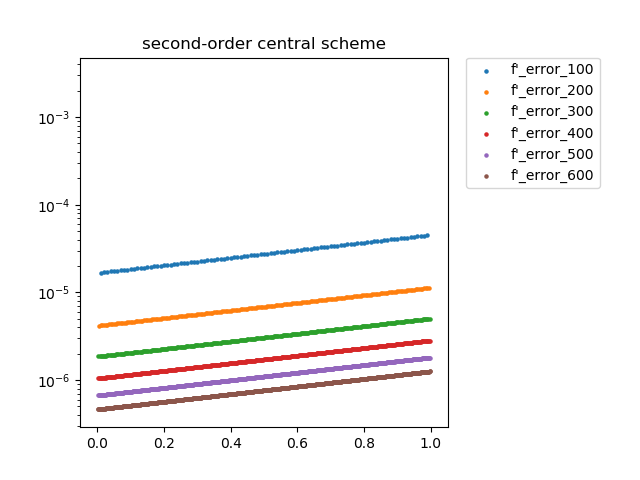 second-order central scheme
f'_error_100
f'_error_200
f'_error_300
f'_error_400
f'_error_500
f'_error_600
10⁻³
10⁻⁴
10⁻⁵
10⁻⁶
0.0 0.2 0.4 0.6 0.8 1.0